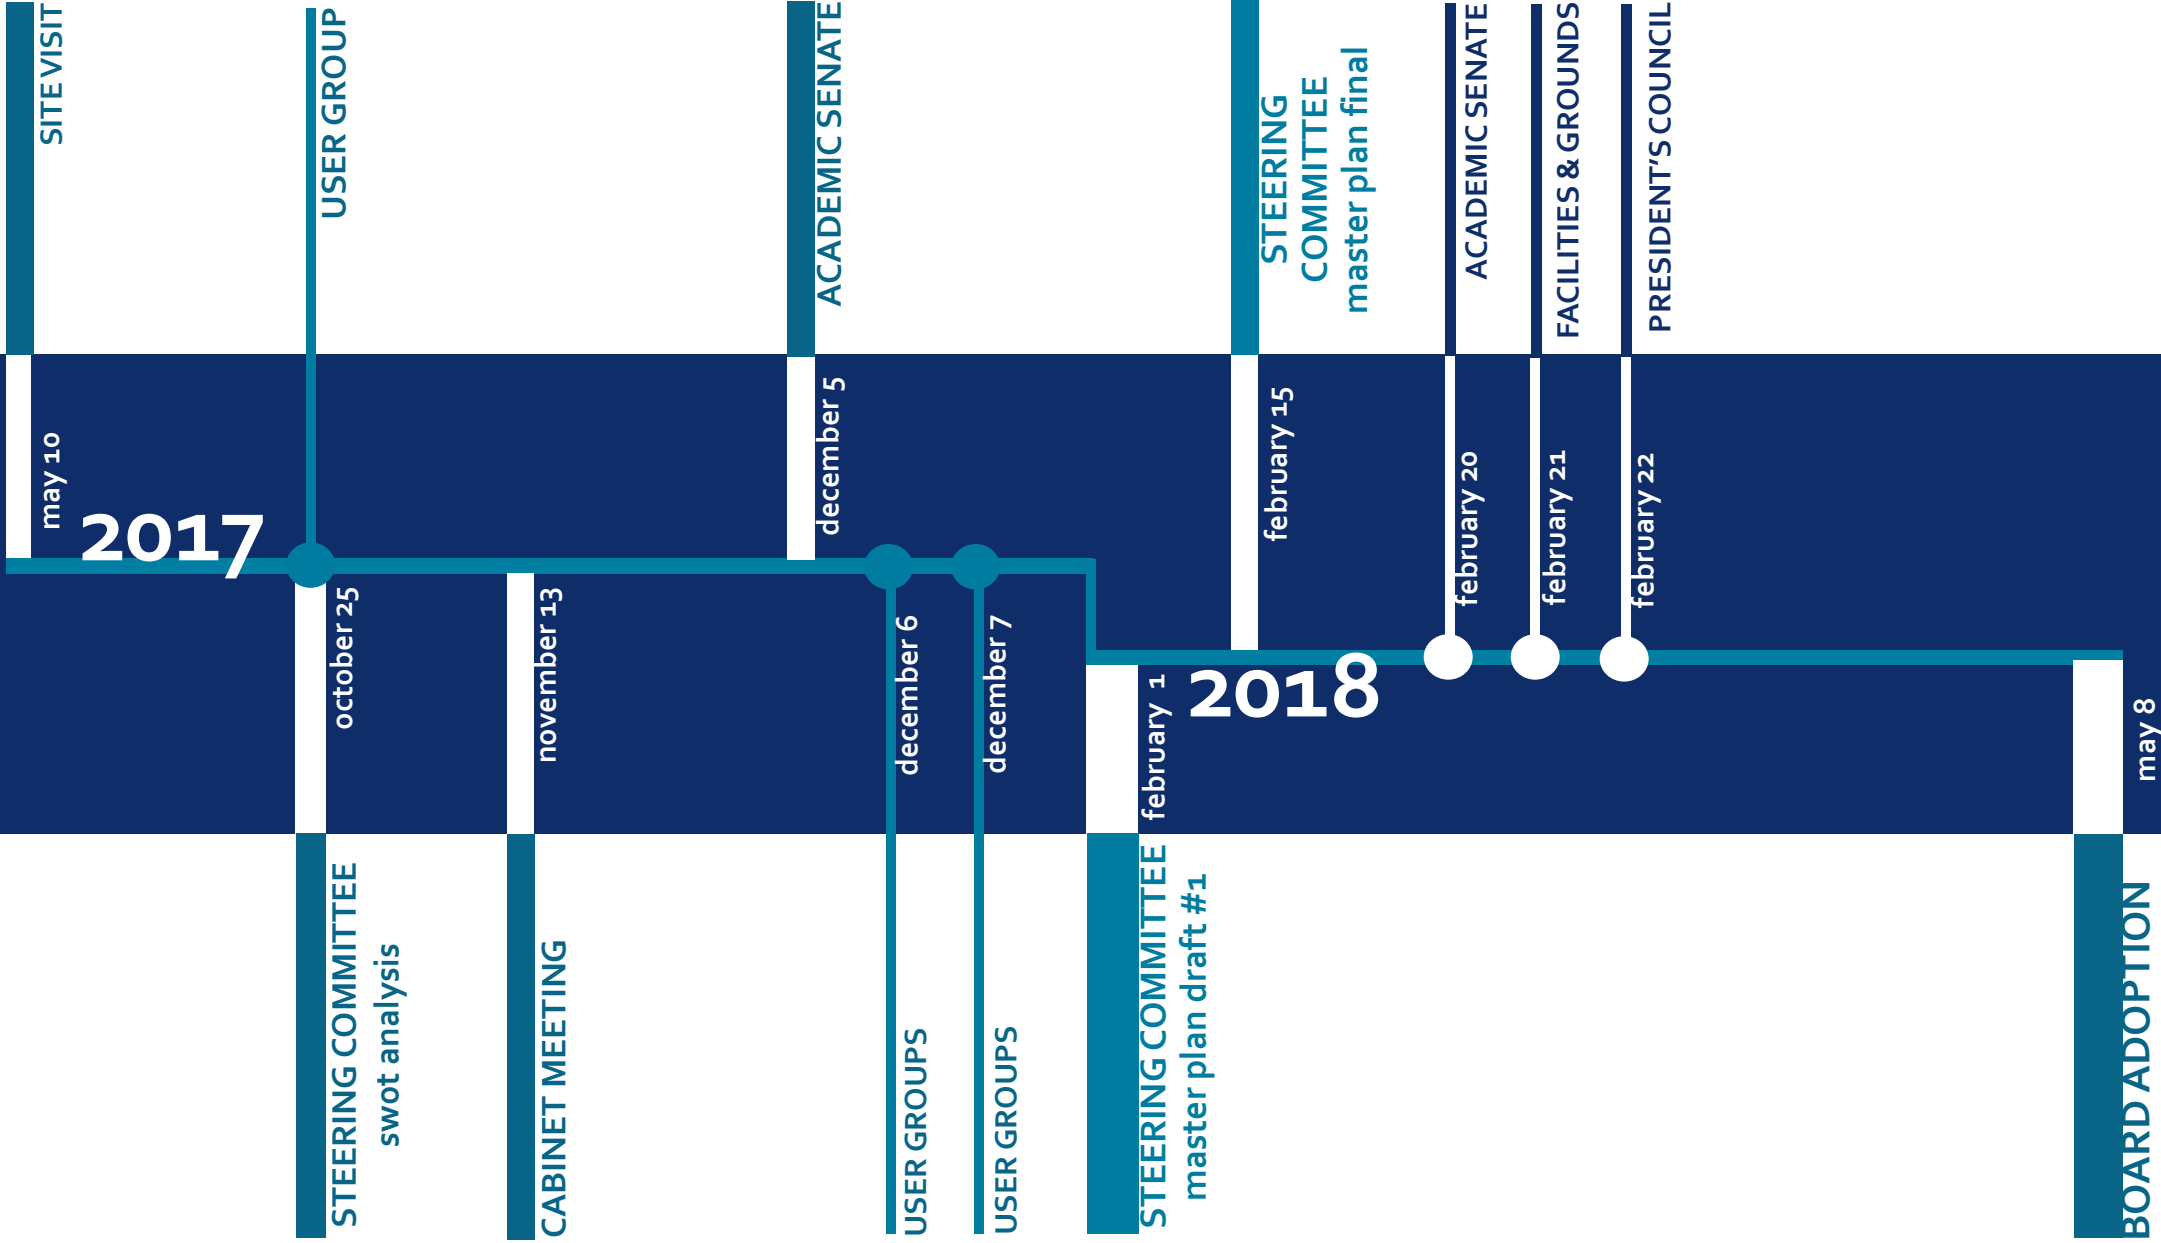 SITE VISIT
may 10
2017
USER GROUP
october 25
STEERING COMMITTEE
swot analysis
november 13
CABINET MEETING
ACADEMIC SENATE
december 5
december 6
USER GROUPS
december 7
USER GROUPS
february 1
STEERING COMMITTEE
master plan draft #1
2018
STEERING
COMMITTEE
master plan final
february 15
ACADEMIC SENATE
february 20
FACILITIES & GROUNDS
february 21
PRESIDENT’S COUNCIL
february 22
may 8
BOARD ADOPTION